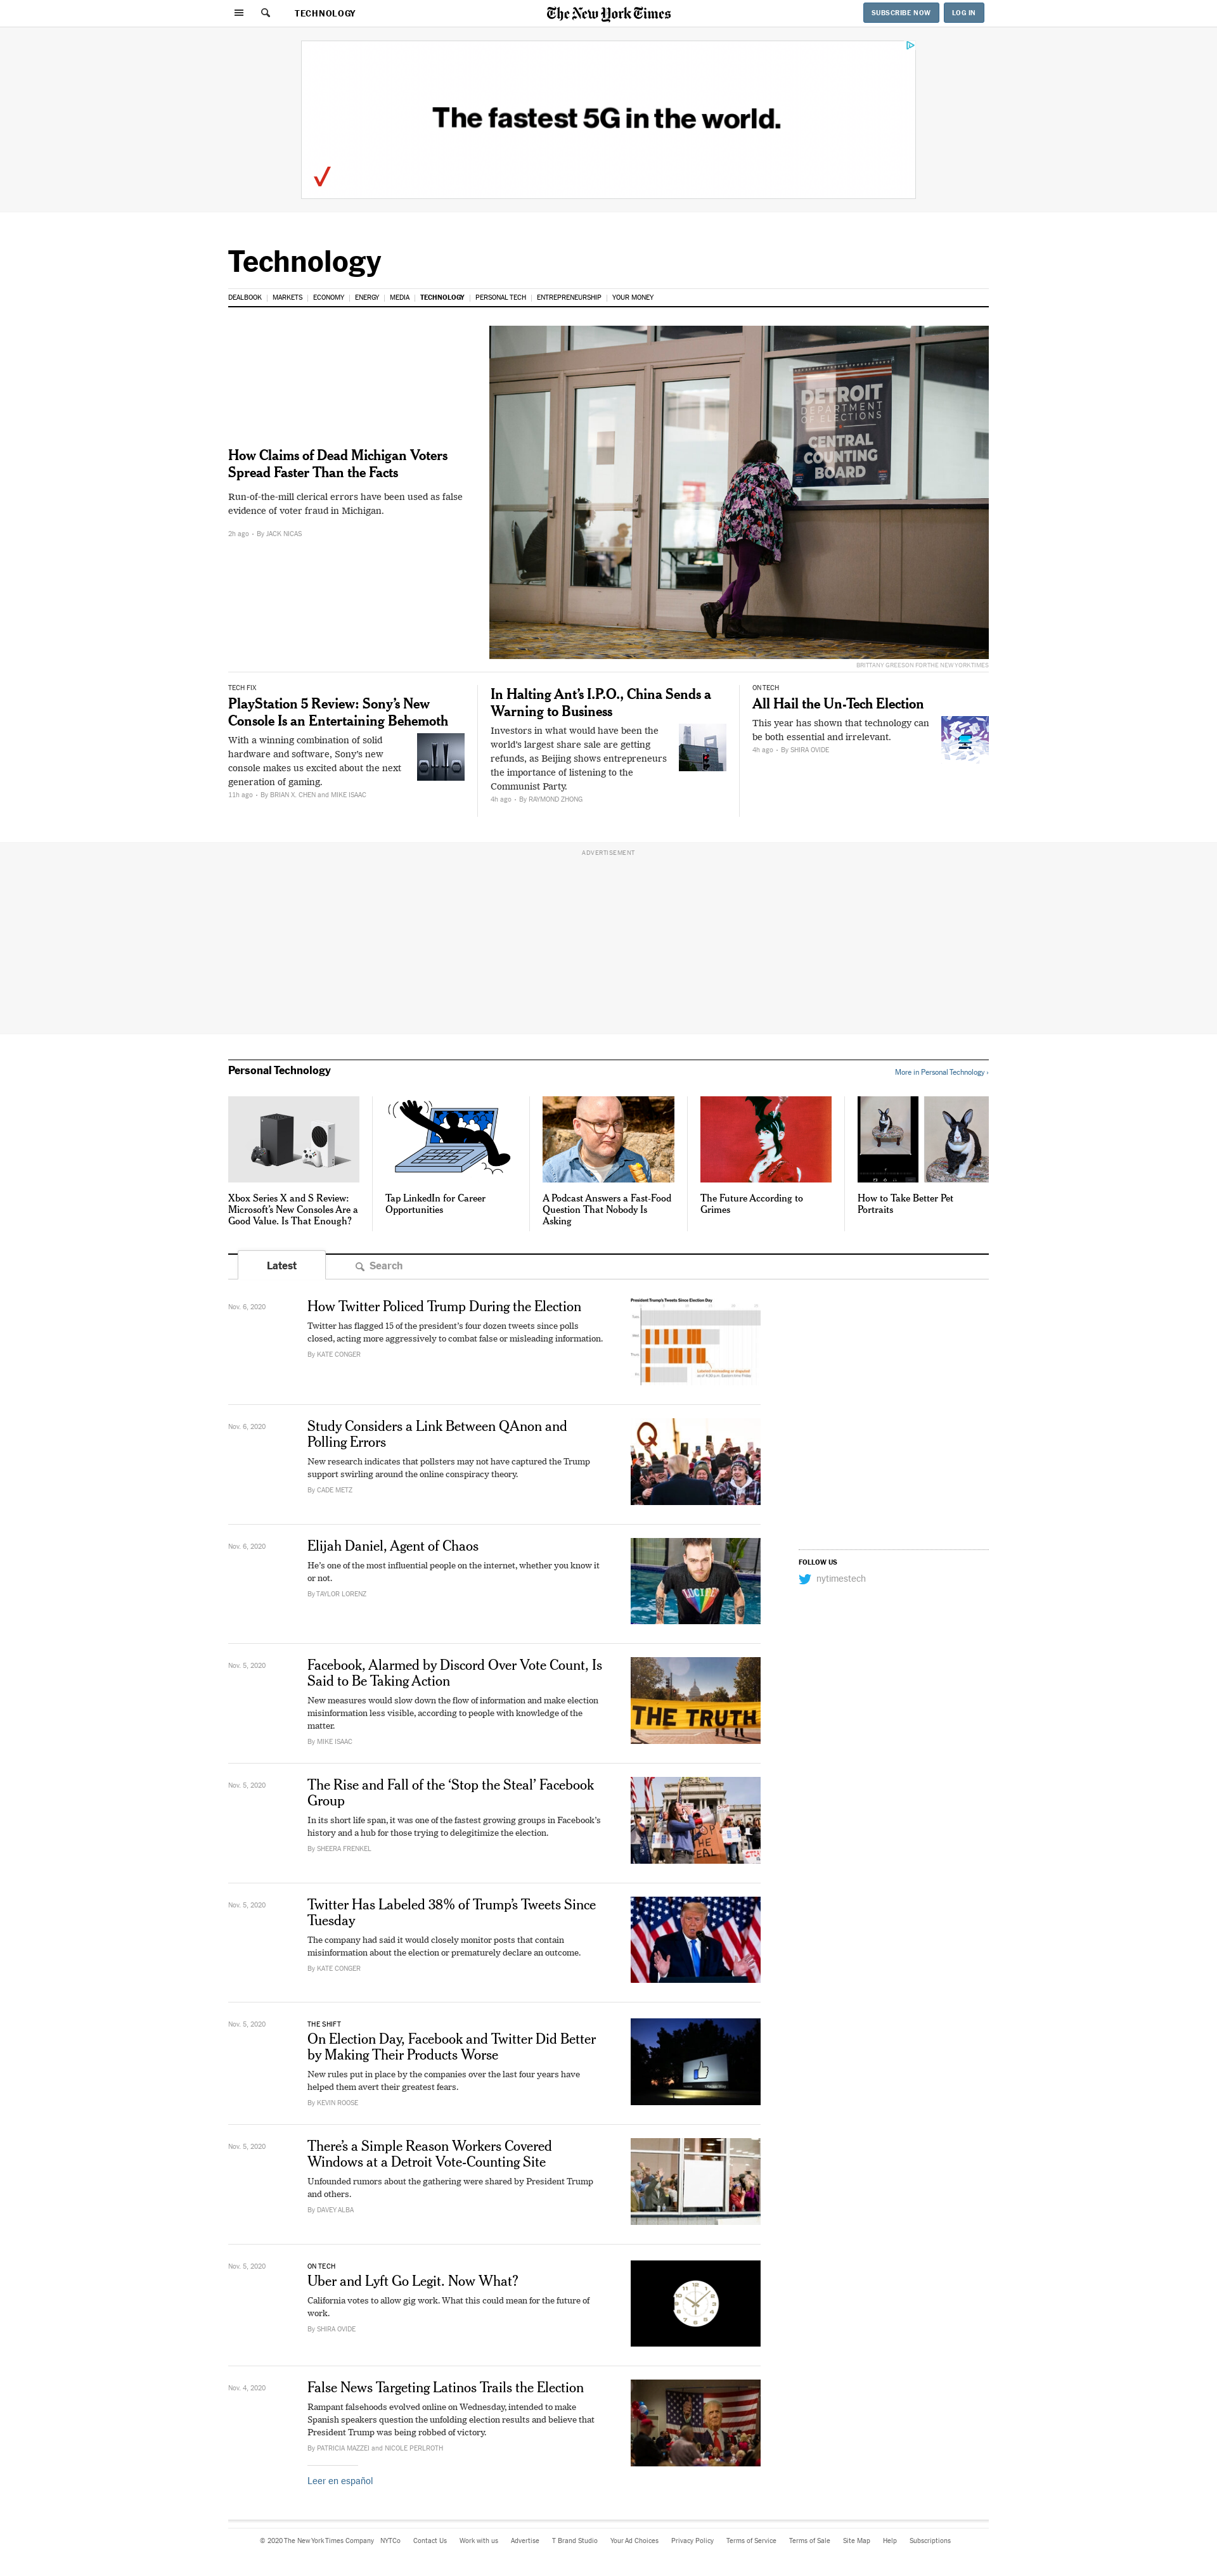 TECHNOLOGY
The New York Times
SUBSCRIBE NOW
LOG IN
The fastest 5G in the world.
Technology
DEALBOOK
MARKETS
ECONOMY
ENERGY
MEDIA
TECHNOLOGY
PERSONAL TECH
ENTREPRENEURSHIP
YOUR MONEY
How Claims of Dead Michigan Voters
Spread Faster Than the Facts
Run-of-the-mill clerical errors have been used as false
evidence of voter fraud in Michigan.
2h ago • By JACK NICAS
DETROIT
DEPARTMENT
OF ELECTIONS
CENTRAL
COUNTING
BOARD
BRITTANY GREESON FOR THE NEW YORK TIMES
TECH FIX
PlayStation 5 Review: Sony’s New
Console Is an Entertaining Behemoth
With a winning combination of solid
hardware and software, Sony’s new
console makes us excited about the next
generation of gaming.
11h ago • By BRIAN X. CHEN and MIKE ISAAC
In Halting Ant’s I.P.O., China Sends a
Warning to Business
Investors in what would have been the
world’s largest share sale are getting
refunds, as Beijing shows entrepreneurs
the importance of listening to the
Communist Party.
4h ago • By RAYMOND ZHONG
ON TECH
All Hail the Un-Tech Election
This year has shown that technology can
be both essential and irrelevant.
4h ago • By SHIRA OVIDE
ADVERTISEMENT
Personal Technology
More in Personal Technology ›
Xbox Series X and S Review:
Microsoft’s New Consoles Are a
Good Value. Is That Enough?
Tap LinkedIn for Career
Opportunities
A Podcast Answers a Fast-Food
Question That Nobody Is
Asking
The Future According to
Grimes
How to Take Better Pet
Portraits
Latest
Search
Nov. 6, 2020
How Twitter Policed Trump During the Election
Twitter has flagged 15 of the president’s four dozen tweets since polls
closed, acting more aggressively to combat false or misleading information.
By KATE CONGER
President Trump's Tweets Since Election Day
Nov. 6, 2020
Study Considers a Link Between QAnon and
Polling Errors
New research indicates that pollsters may not have captured the Trump
support swirling around the online conspiracy theory.
By CADE METZ
Q
Nov. 6, 2020
Elijah Daniel, Agent of Chaos
He’s one of the most influential people on the internet, whether you know it
or not.
By TAYLOR LORENZ
FOLLOW US
nytimestech
Nov. 5, 2020
Facebook, Alarmed by Discord Over Vote Count, Is
Said to Be Taking Action
New measures would slow down the flow of information and make election
misinformation less visible, according to people with knowledge of the
matter.
By MIKE ISAAC
THE TRUTH
Nov. 5, 2020
The Rise and Fall of the ‘Stop the Steal’ Facebook
Group
In its short life span, it was one of the fastest growing groups in Facebook’s
history and a hub for those trying to delegitimize the election.
By SHEERA FRENKEL
Nov. 5, 2020
Twitter Has Labeled 38% of Trump’s Tweets Since
Tuesday
The company had said it would closely monitor posts that contain
misinformation about the election or prematurely declare an outcome.
By KATE CONGER
Nov. 5, 2020
THE SHIFT
On Election Day, Facebook and Twitter Did Better
by Making Their Products Worse
New rules put in place by the companies over the last four years have
helped them avert their greatest fears.
By KEVIN ROOSE
Nov. 5, 2020
There’s a Simple Reason Workers Covered
Windows at a Detroit Vote-Counting Site
Unfounded rumors about the gathering were shared by President Trump
and others.
By DAVEY ALBA
Nov. 5, 2020
ON TECH
Uber and Lyft Go Legit. Now What?
California votes to allow gig work. What this could mean for the future of
work.
By SHIRA OVIDE
Nov. 4, 2020
False News Targeting Latinos Trails the Election
Rampant falsehoods evolved online on Wednesday, intended to make
Spanish speakers question the unfolding election results and believe that
President Trump was being robbed of victory.
By PATRICIA MAZZEI and NICOLE PERLROTH
Leer en español
© 2020 The New York Times Company NYTCo Contact Us Work with us Advertise T Brand Studio Your Ad Choices Privacy Policy Terms of Service Terms of Sale Site Map Help Subscriptions